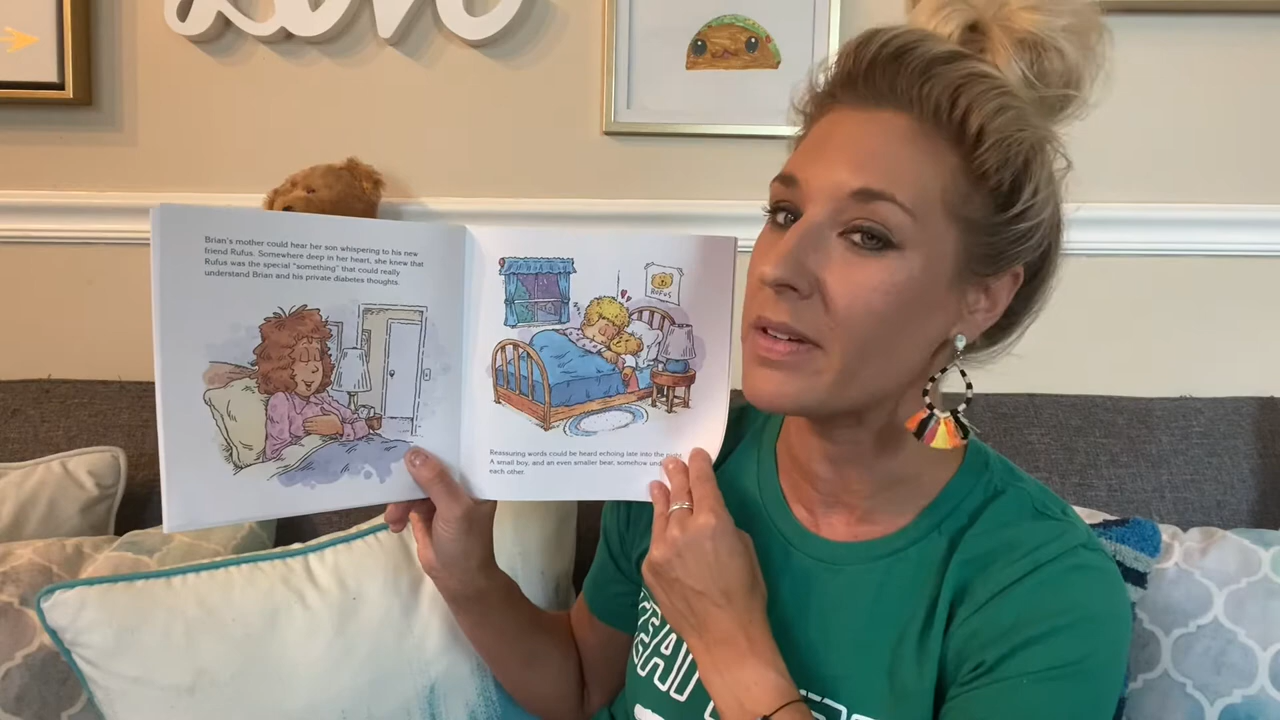 Love
Brian's mother could hear her son whispering to his new
friend Rufus. Somewhere deep in her heart, she knew that
Rufus was the special "something" that could really
understand Brian and his private diabetes thoughts.
RUFUS
Reassuring words could be heard echoing late into the night.
A small boy, and an even smaller bear, somehow
each other.